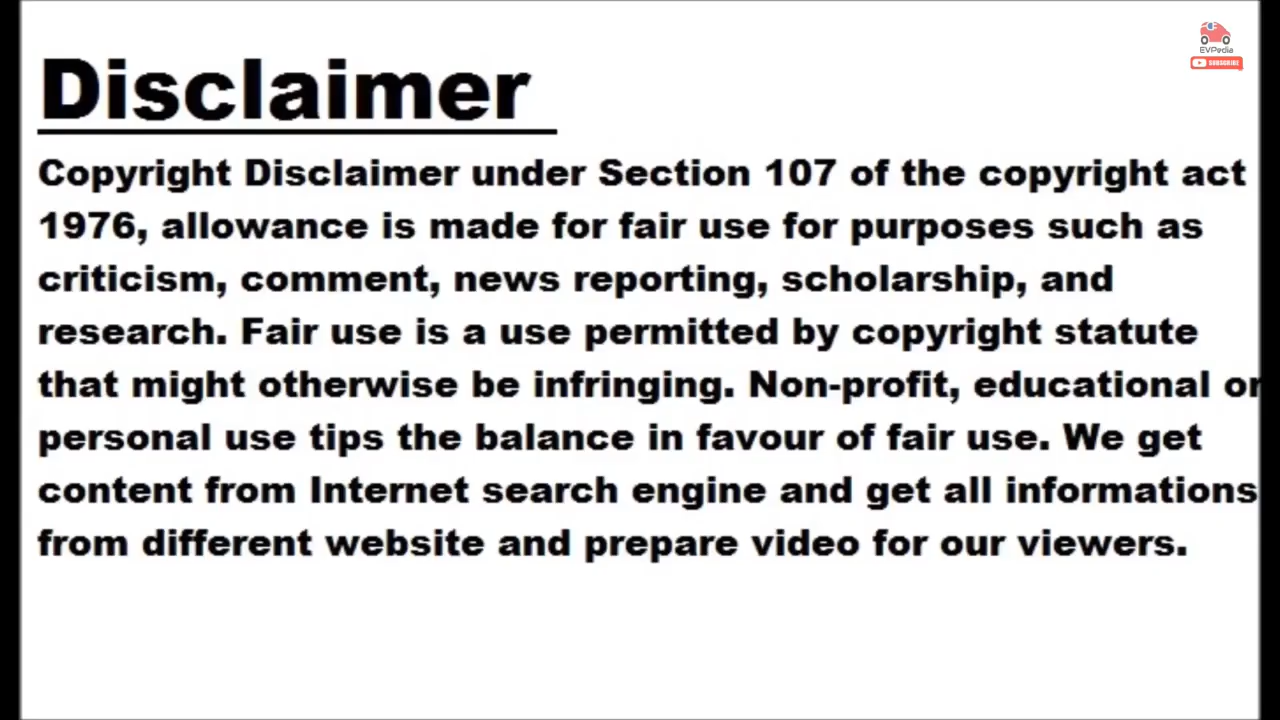 EVPedia
SUBSCRIBE
Disclaimer
Copyright Disclaimer under Section 107 of the copyright act
1976, allowance is made for fair use for purposes such as
criticism, comment, news reporting, scholarship, and
research. Fair use is a use permitted by copyright statute
that might otherwise be infringing. Non-profit, educational or
personal use tips the balance in favour of fair use. We get
content from Internet search engine and get all informations
from different website and prepare video for our viewers.